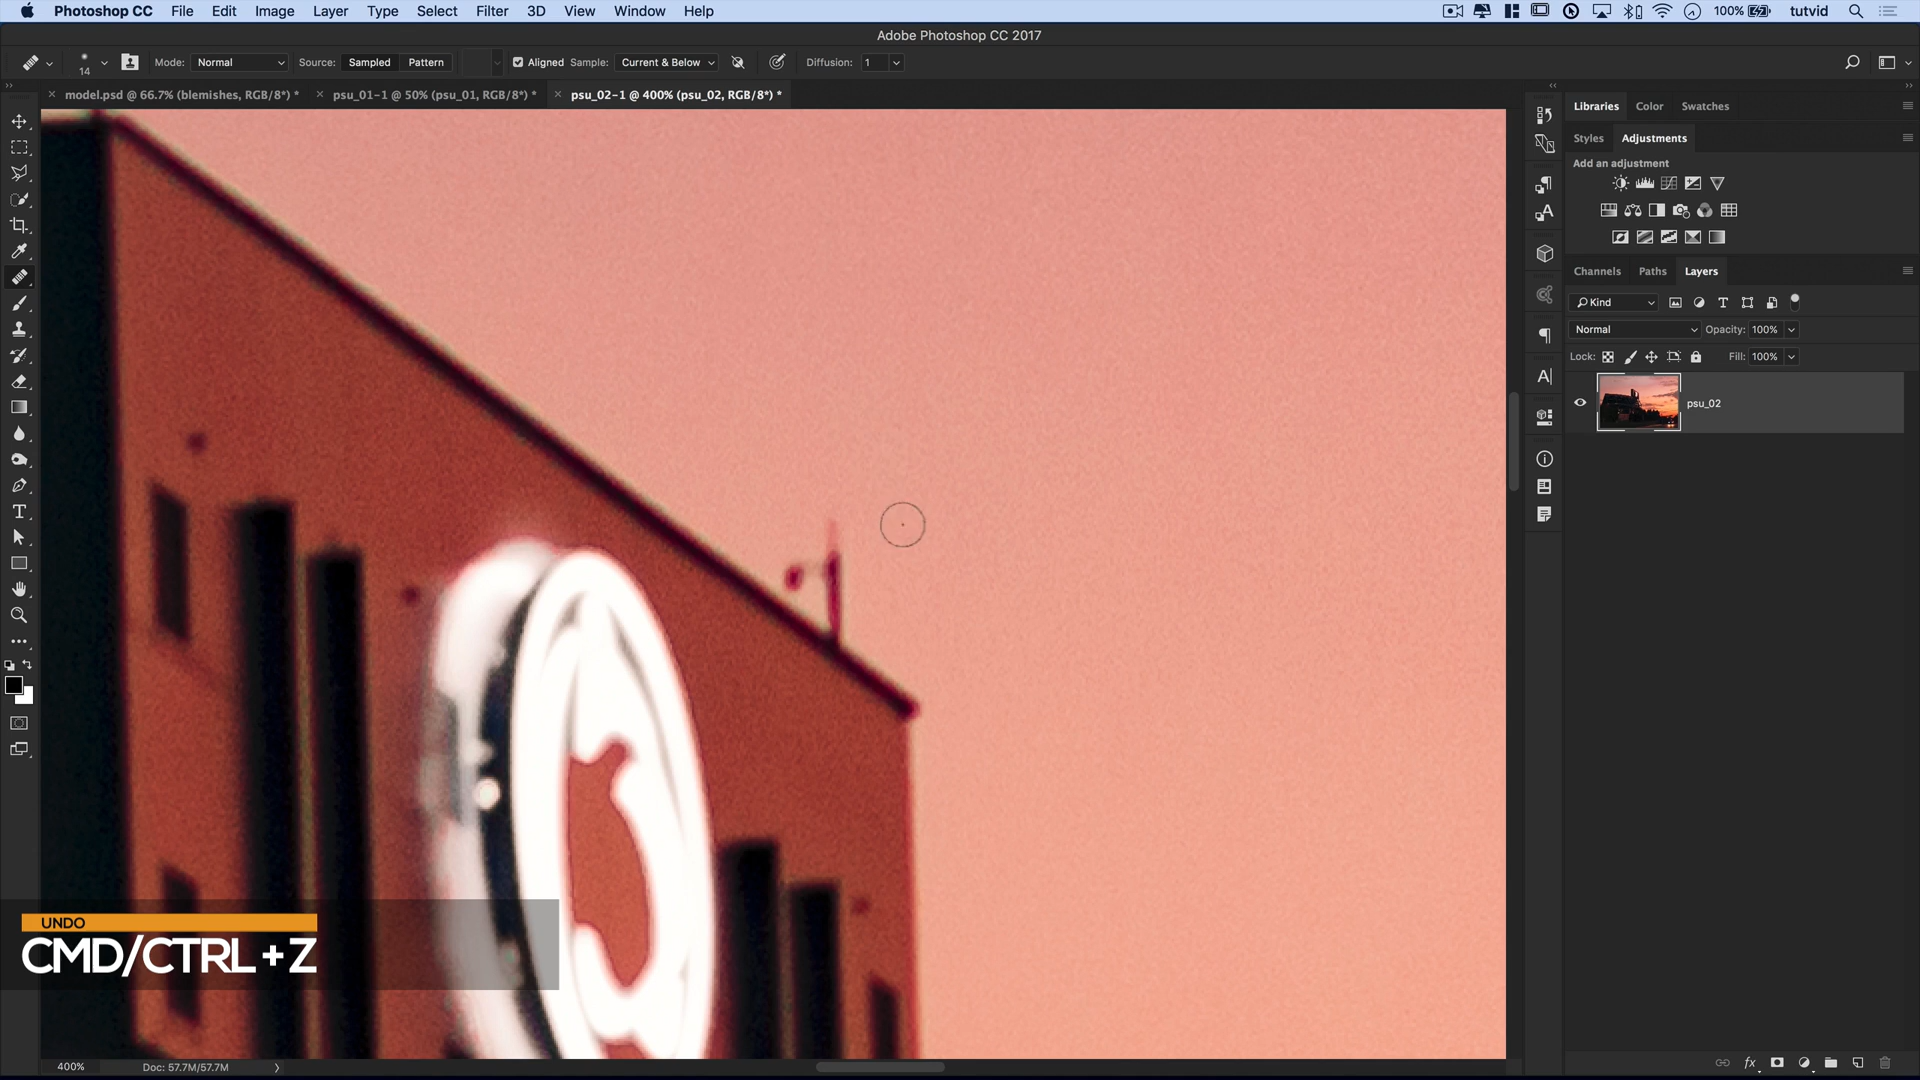 Photoshop CC File Edit Image Layer Type Select Filter 3D View Window Help 100% tutvid
Adobe Photoshop CC 2017
14 Mode: Normal Source: Sampled Pattern Aligned Sample: Current & Below Diffusion: 1
model.psd @ 66.7% (blemishes, RGB/8*) * psu_01-1 @ 50% (psu_01, RGB/8*) * psu_02-1 @ 400% (psu_02, RGB/8*) *
Libraries Color Swatches
Styles Adjustments
Add an adjustment
Channels Paths Layers
Kind
Normal Opacity: 100%
Lock: Fill: 100%
psu_02
UNDO
CMD/CTRL+Z
400% Doc: 57.7M/57.7M